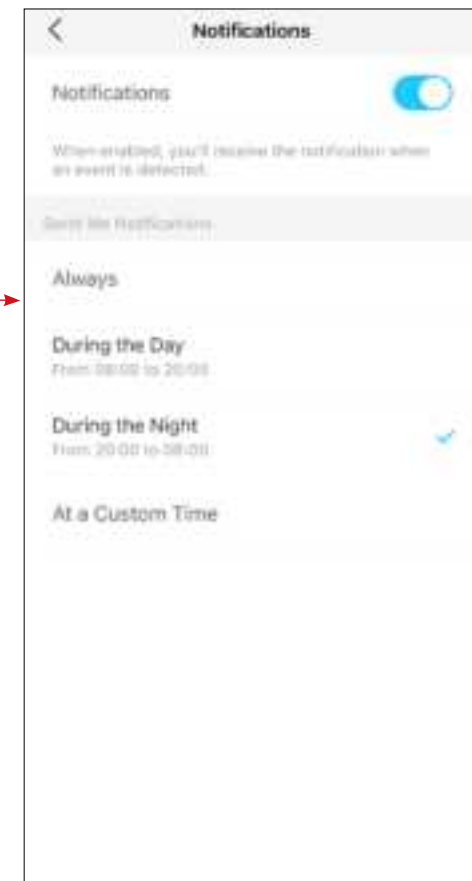 Notifications
Notifications
When enabled, you'll receive the notification when
an event is detected.
Send Me Notifications
Always
During the Day
From 08:00 to 20:00
During the Night
From 20:00 to 08:00
At a Custom Time